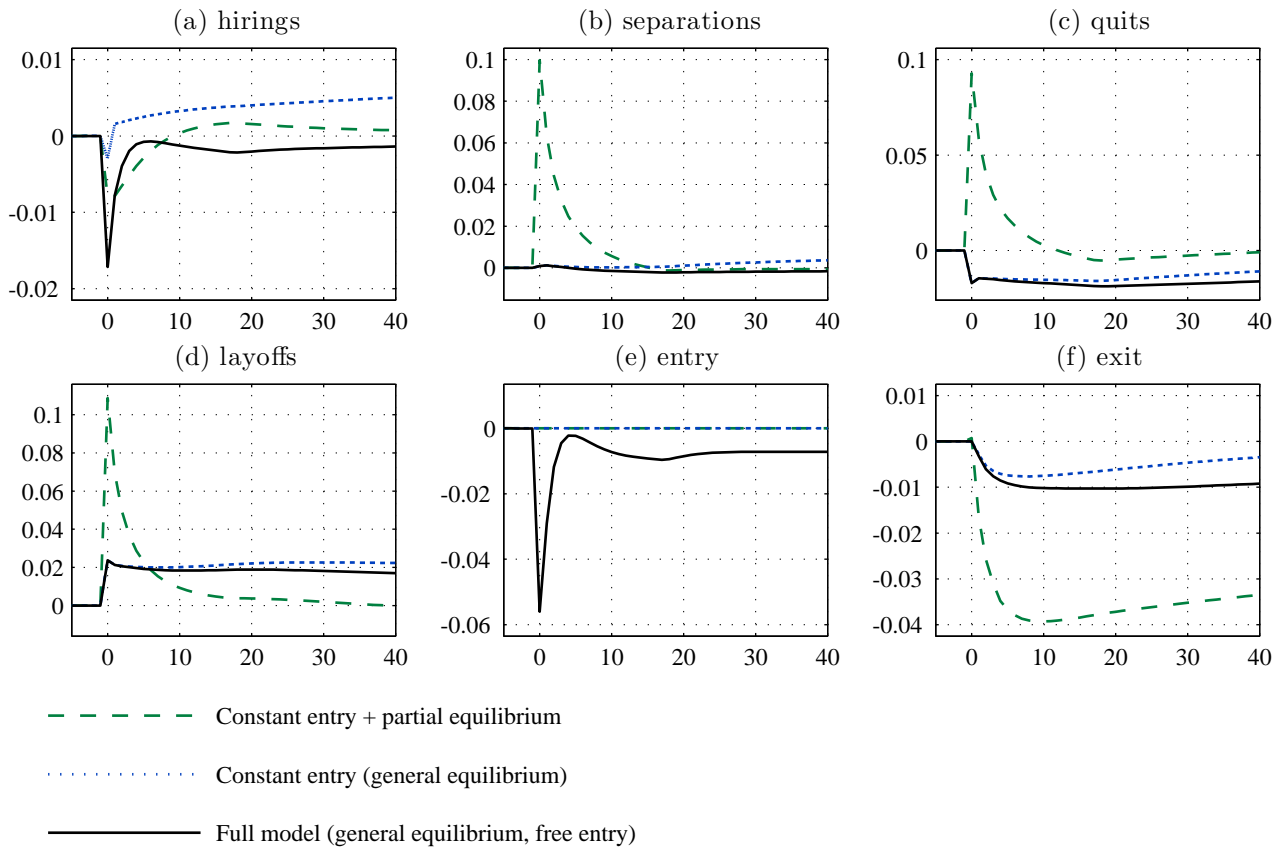 (a) hirings
(b) separations
(c) quits
0.01
0
-0.01
-0.02
0 10 20 30 40
0.1
0.08
0.06
0.04
0.02
0
0 10 20 30 40
0.1
0.05
0
0 10 20 30 40
(d) layoffs
(e) entry
(f) exit
0.1
0.08
0.06
0.04
0.02
0
0 10 20 30 40
0
-0.02
-0.04
-0.06
0 10 20 30 40
0.01
0
-0.01
-0.02
-0.03
-0.04
0 10 20 30 40
Constant entry + partial equilibrium
Constant entry (general equilibrium)
Full model (general equilibrium, free entry)